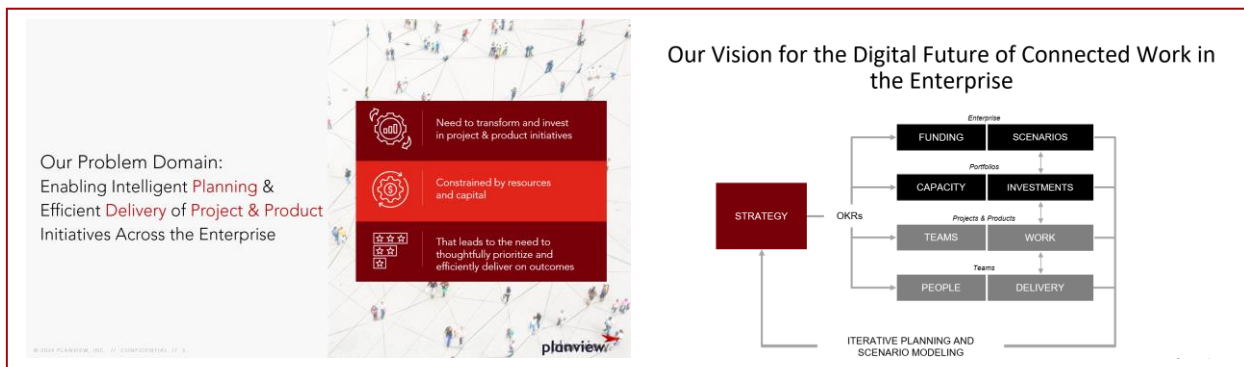 Our Problem Domain:
Enabling Intelligent Planning &
Efficient Delivery of Project & Product
Initiatives Across the Enterprise
Need to transform and invest
in project & product initiatives
Constrained by resources
and capital
That leads to the need to
thoughtfully prioritize and
efficiently deliver on outcomes
© 2019 PLANVIEW, INC. // CONFIDENTIAL // 5
planview
Our Vision for the Digital Future of Connected Work in
the Enterprise
Enterprise
FUNDING SCENARIOS
Portfolios
CAPACITY INVESTMENTS
STRATEGY OKRs
Projects & Products
TEAMS WORK
Teams
PEOPLE DELIVERY
ITERATIVE PLANNING AND
SCENARIO MODELING